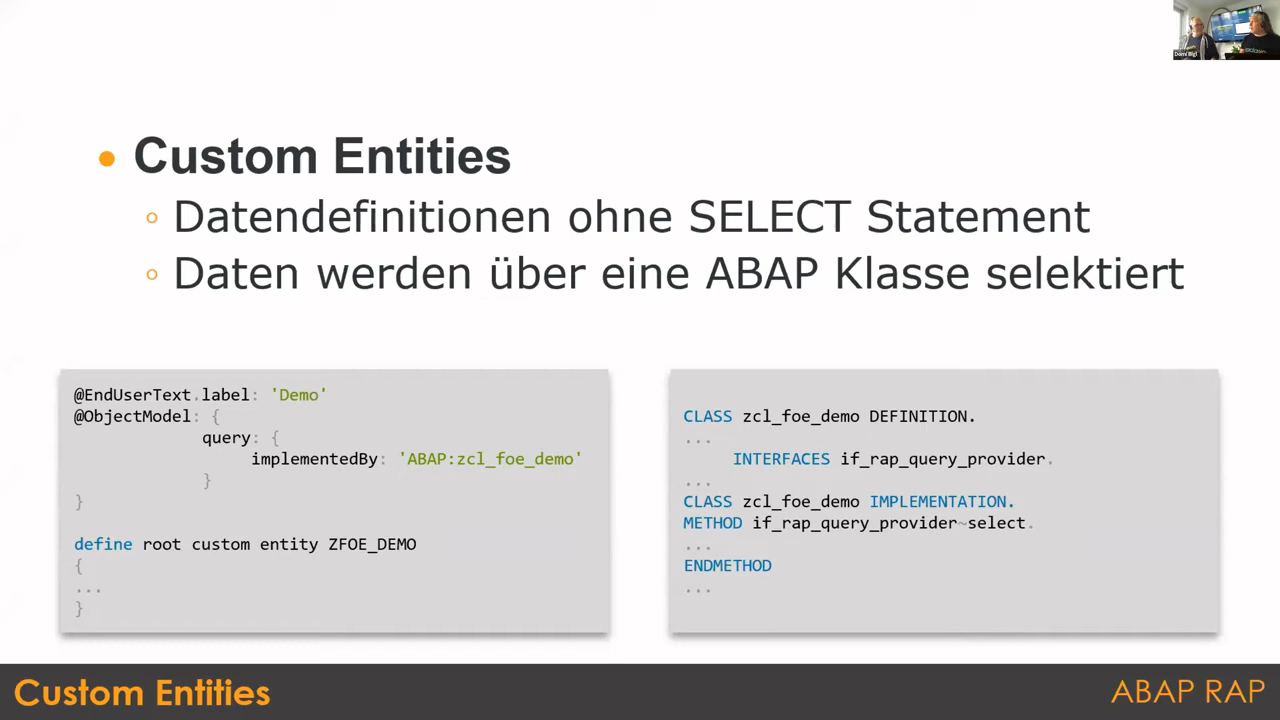 Domi Bigl
Custom Entities
Datendefinitionen ohne SELECT Statement
Daten werden über eine ABAP Klasse selektiert
@EndUserText.label: 'Demo'
@ObjectModel: {
query: {
implementedBy: 'ABAP:zcl_foe_demo'
}
}
define root custom entity ZFOE_DEMO
{
...
}
CLASS zcl_foe_demo DEFINITION.
...
INTERFACES if_rap_query_provider.
...
CLASS zcl_foe_demo IMPLEMENTATION.
METHOD if_rap_query_provider~select.
...
ENDMETHOD
...
Custom Entities
ABAP RAP